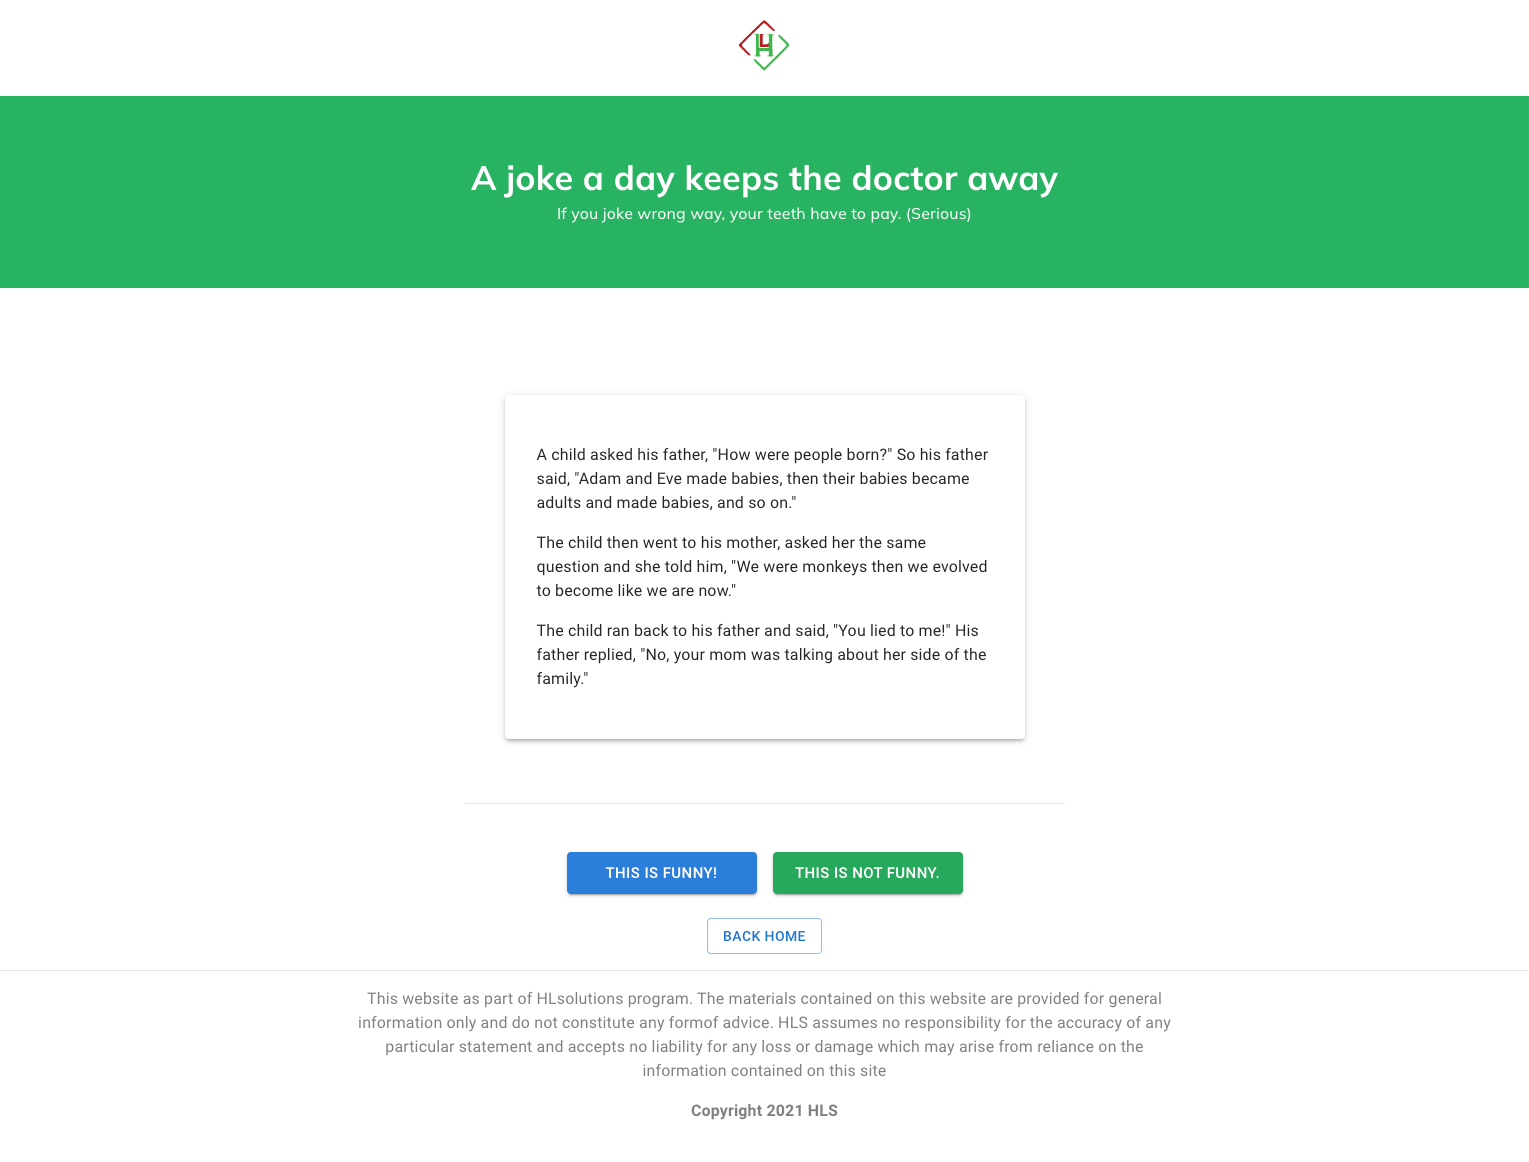 HL
A joke a day keeps the doctor away
If you joke wrong way, your teeth have to pay. (Serious)
A child asked his father, "How were people born?" So his father
said, "Adam and Eve made babies, then their babies became
adults and made babies, and so on."
The child then went to his mother, asked her the same
question and she told him, "We were monkeys then we evolved
to become like we are now."
The child ran back to his father and said, "You lied to me!" His
father replied, "No, your mom was talking about her side of the
family."
THIS IS FUNNY!
THIS IS NOT FUNNY.
BACK HOME
This website as part of HLsolutions program. The materials contained on this website are provided for general
information only and do not constitute any formof advice. HLS assumes no responsibility for the accuracy of any
particular statement and accepts no liability for any loss or damage which may arise from reliance on the
information contained on this site
Copyright 2021 HLS